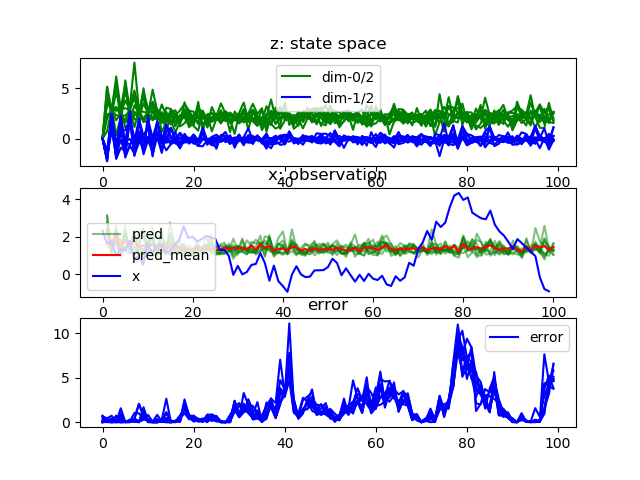 z: state space
5
0
dim-0/2
dim-1/2
0 20 40 60 80 100
x: observation
4
2
0
pred
pred_mean
x
0 20 40 60 80 100
error
10
5
0
error
0 20 40 60 80 100